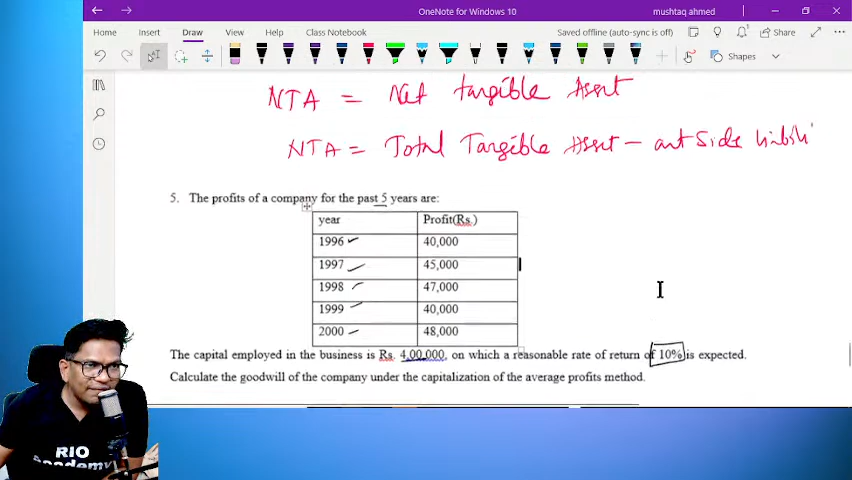 OneNote for Windows 10
mushtaq ahmed
Home Insert Draw View Help Class Notebook
Saved offline (auto-sync is off)
Share
Shapes
NTA = Net tangible Asset
NTA = Total Tangible Asset - out Side
5. The profits of a company for the past 5 years are:
year Profit(Rs.)
1996 40,000
1997 45,000
1998 47,000
1999 40,000
2000 48,000
The capital employed in the business is Rs. 4,00,000, on which a reasonable rate of return of 10% is expected.
Calculate the goodwill of the company under the capitalization of the average profits method.
RIO
Academy